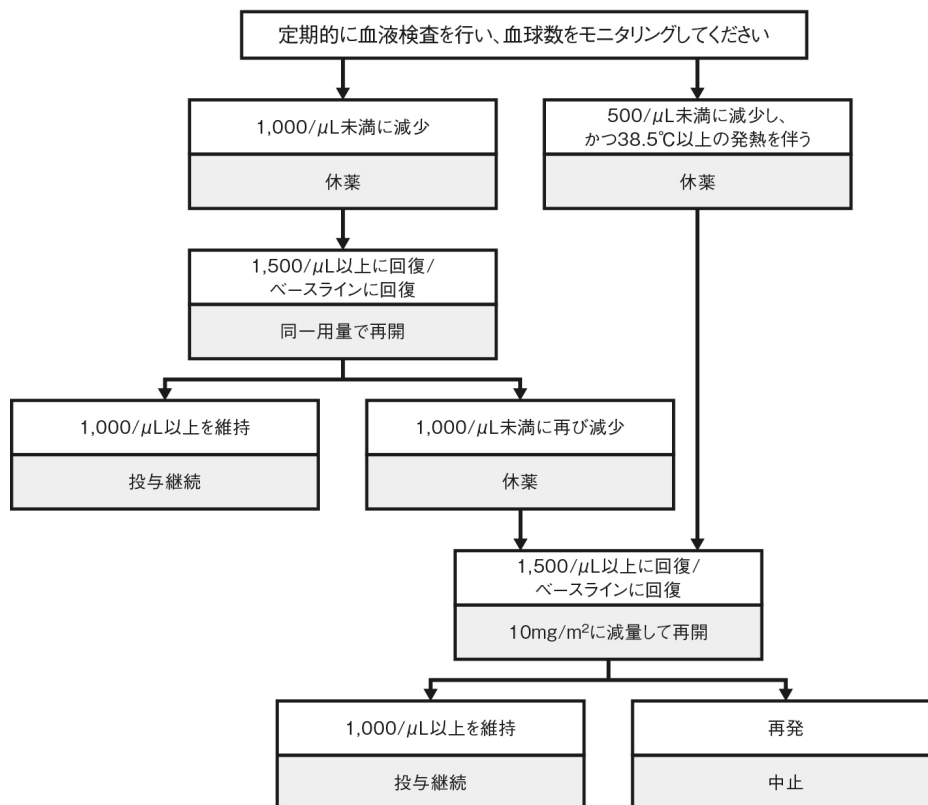 定期的に血液検査を行い、血球数をモニタリングしてください
1,000/μL未満に減少
休薬
500/μL未満に減少し、
かつ38.5℃以上の発熱を伴う
休薬
1,500/μL以上に回復/
ベースラインに回復
同一用量で再開
1,000/μL以上を維持
投与継続
1,000/μL未満に再び減少
休薬
1,500/μL以上に回復/
ベースラインに回復
10mg/m²に減量して再開
1,000/μL以上を維持
投与継続
再発
中止